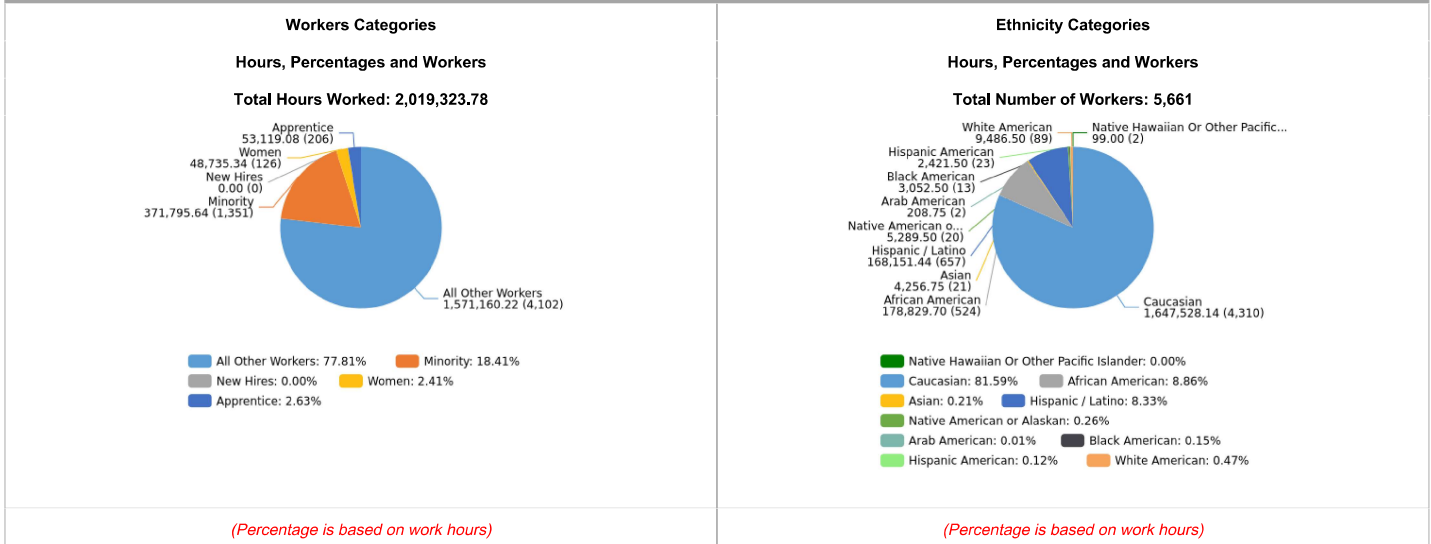 Workers Categories
Hours, Percentages and Workers
Total Hours Worked: 2,019,323.78
Apprentice
53,119.08 (206)
Women
48,735.34 (126)
New Hires
0.00 (0)
Minority
371,795.64 (1,351)
All Other Workers
1,571,160.22 (4,102)
All Other Workers: 77.81%
Minority: 18.41%
New Hires: 0.00%
Women: 2.41%
Apprentice: 2.63%
(Percentage is based on work hours)
Ethnicity Categories
Hours, Percentages and Workers
Total Number of Workers: 5,661
White American
9,486.50 (89)
Native Hawaiian Or Other Pacific...
99.00 (2)
Hispanic American
2,421.50 (23)
Black American
3,052.50 (13)
Arab American
208.75 (2)
Native American o...
5,289.50 (20)
Hispanic / Latino
168,151.44 (657)
Asian
4,256.75 (21)
African American
178,829.70 (524)
Caucasian
1,647,528.14 (4,310)
Native Hawaiian Or Other Pacific Islander: 0.00%
Caucasian: 81.59%
African American: 8.86%
Asian: 0.21%
Hispanic / Latino: 8.33%
Native American or Alaskan: 0.26%
Arab American: 0.01%
Black American: 0.15%
Hispanic American: 0.12%
White American: 0.47%
(Percentage is based on work hours)